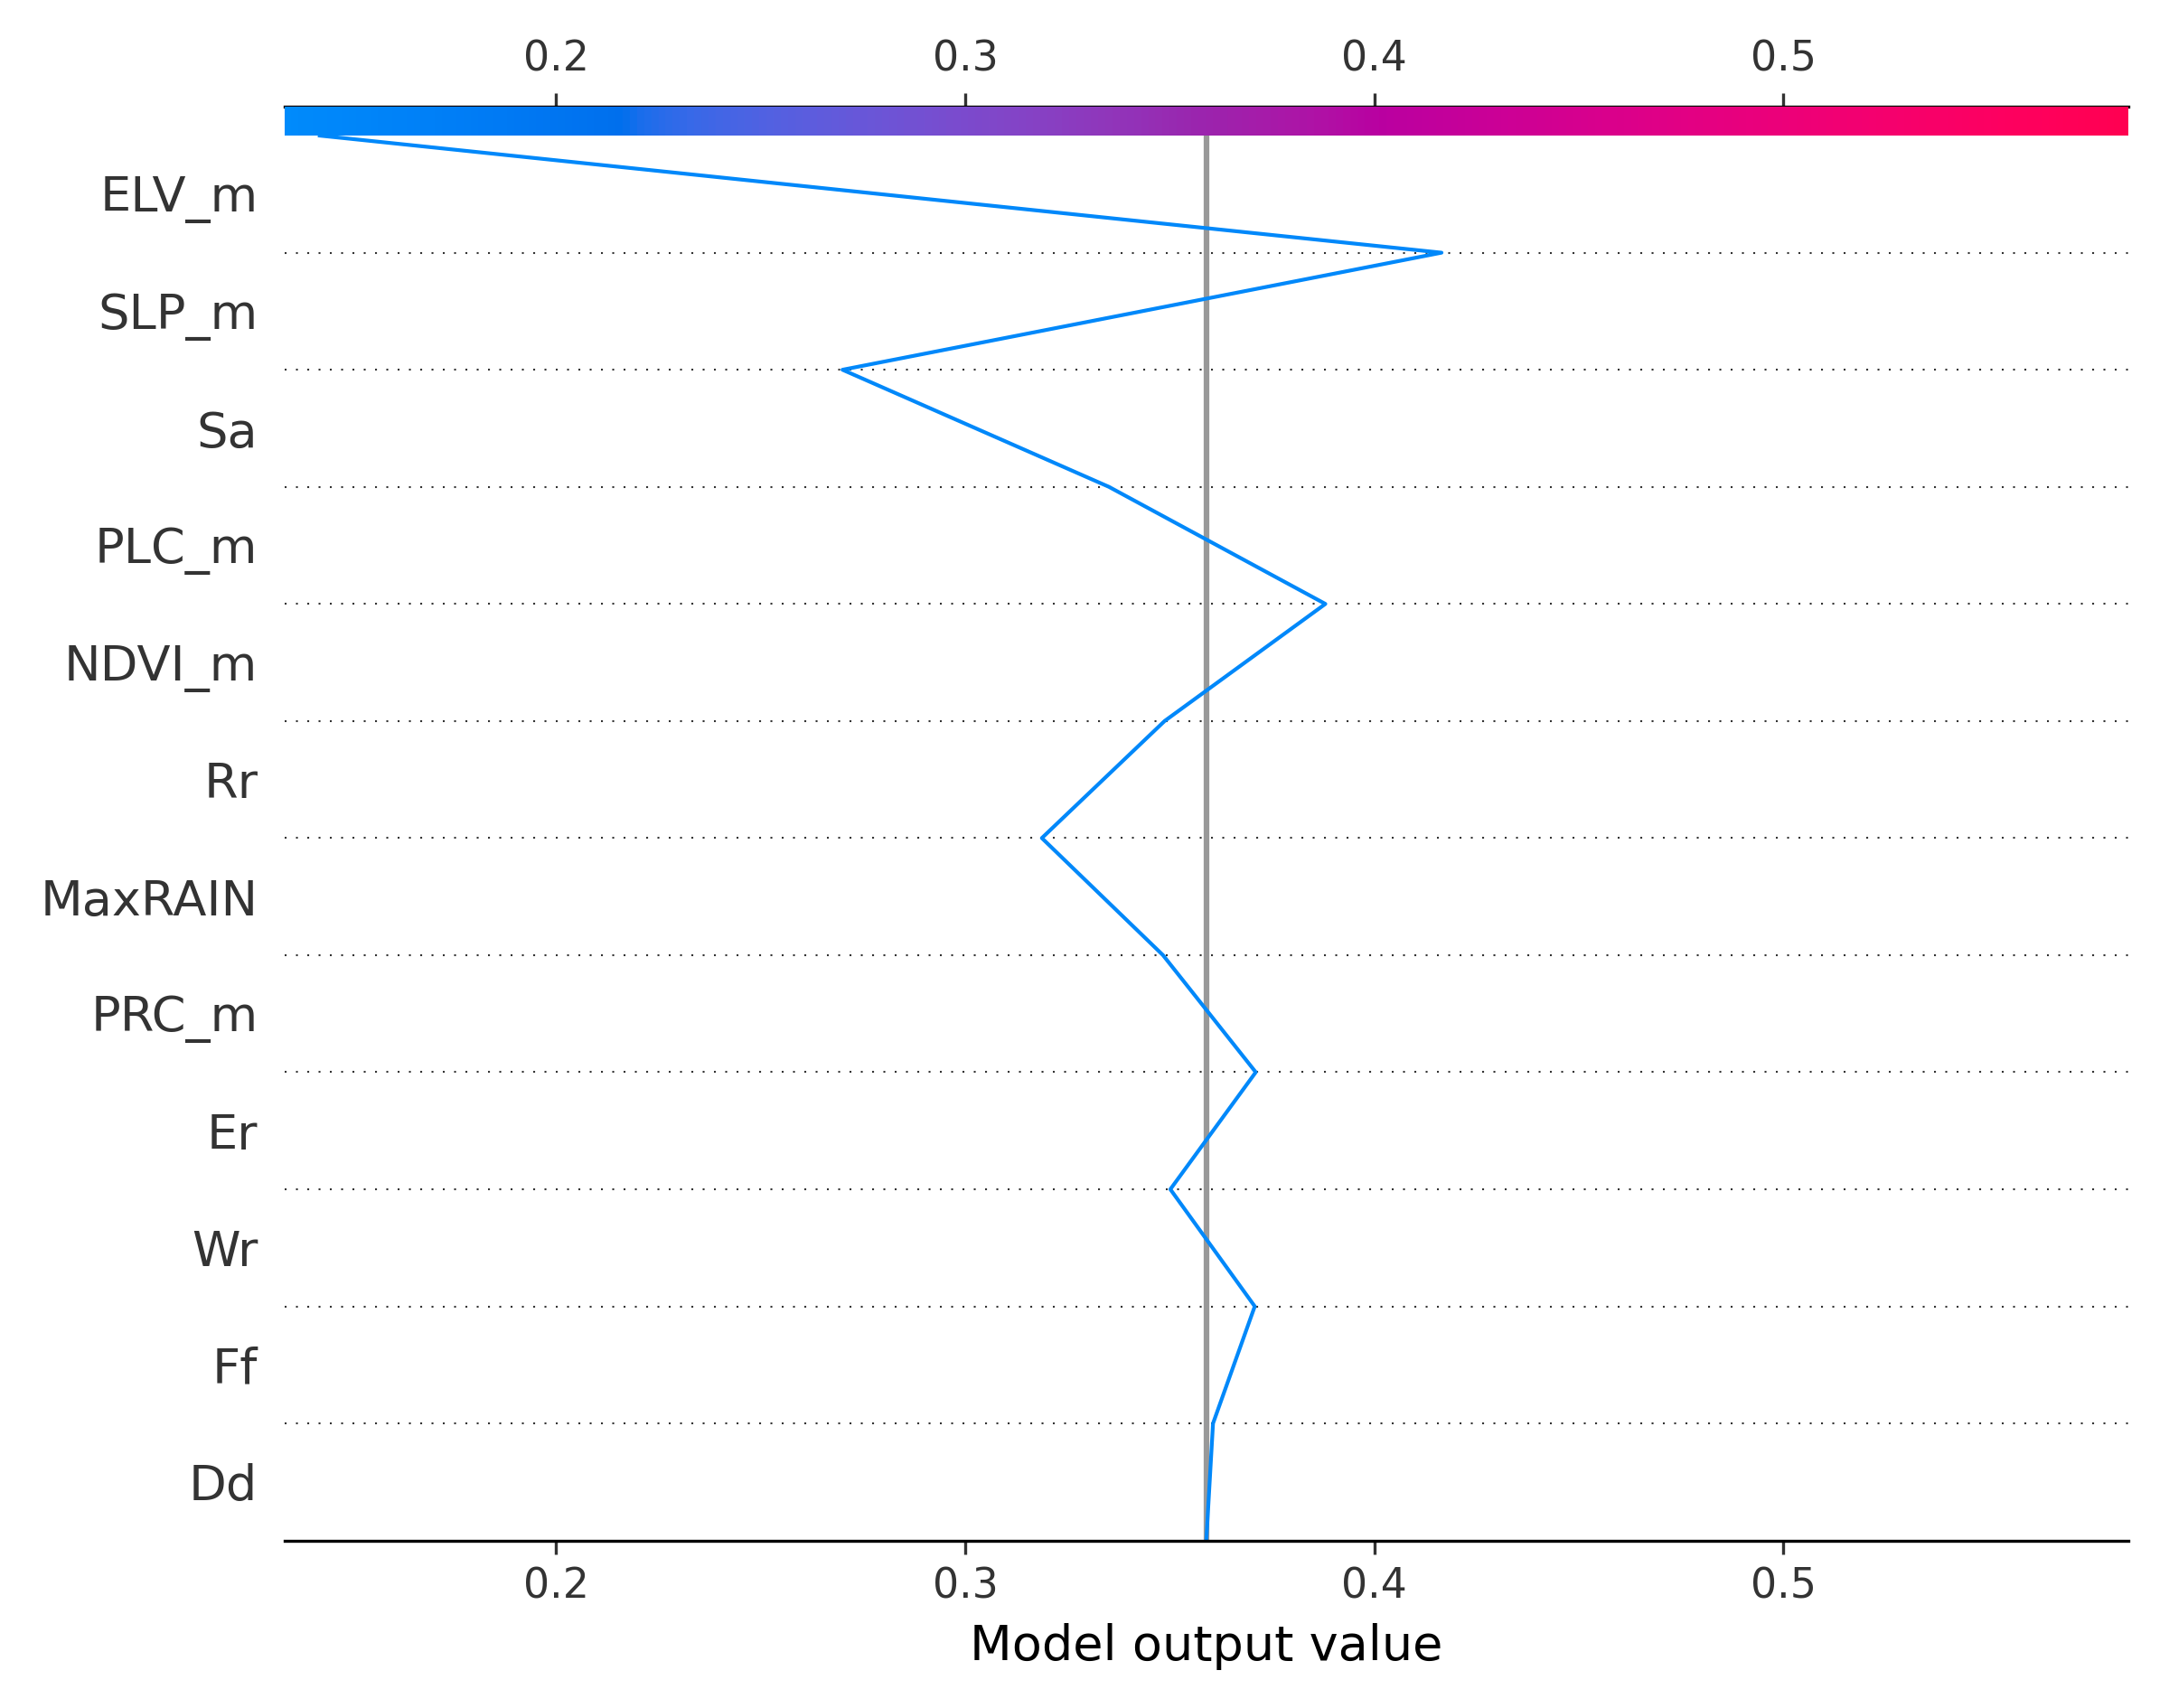 0.2 0.3 0.4 0.5
ELV_m
SLP_m
Sa
PLC_m
NDVI_m
Rr
MaxRAIN
PRC_m
Er
Wr
Ff
Dd
0.2 0.3 0.4 0.5
Model output value